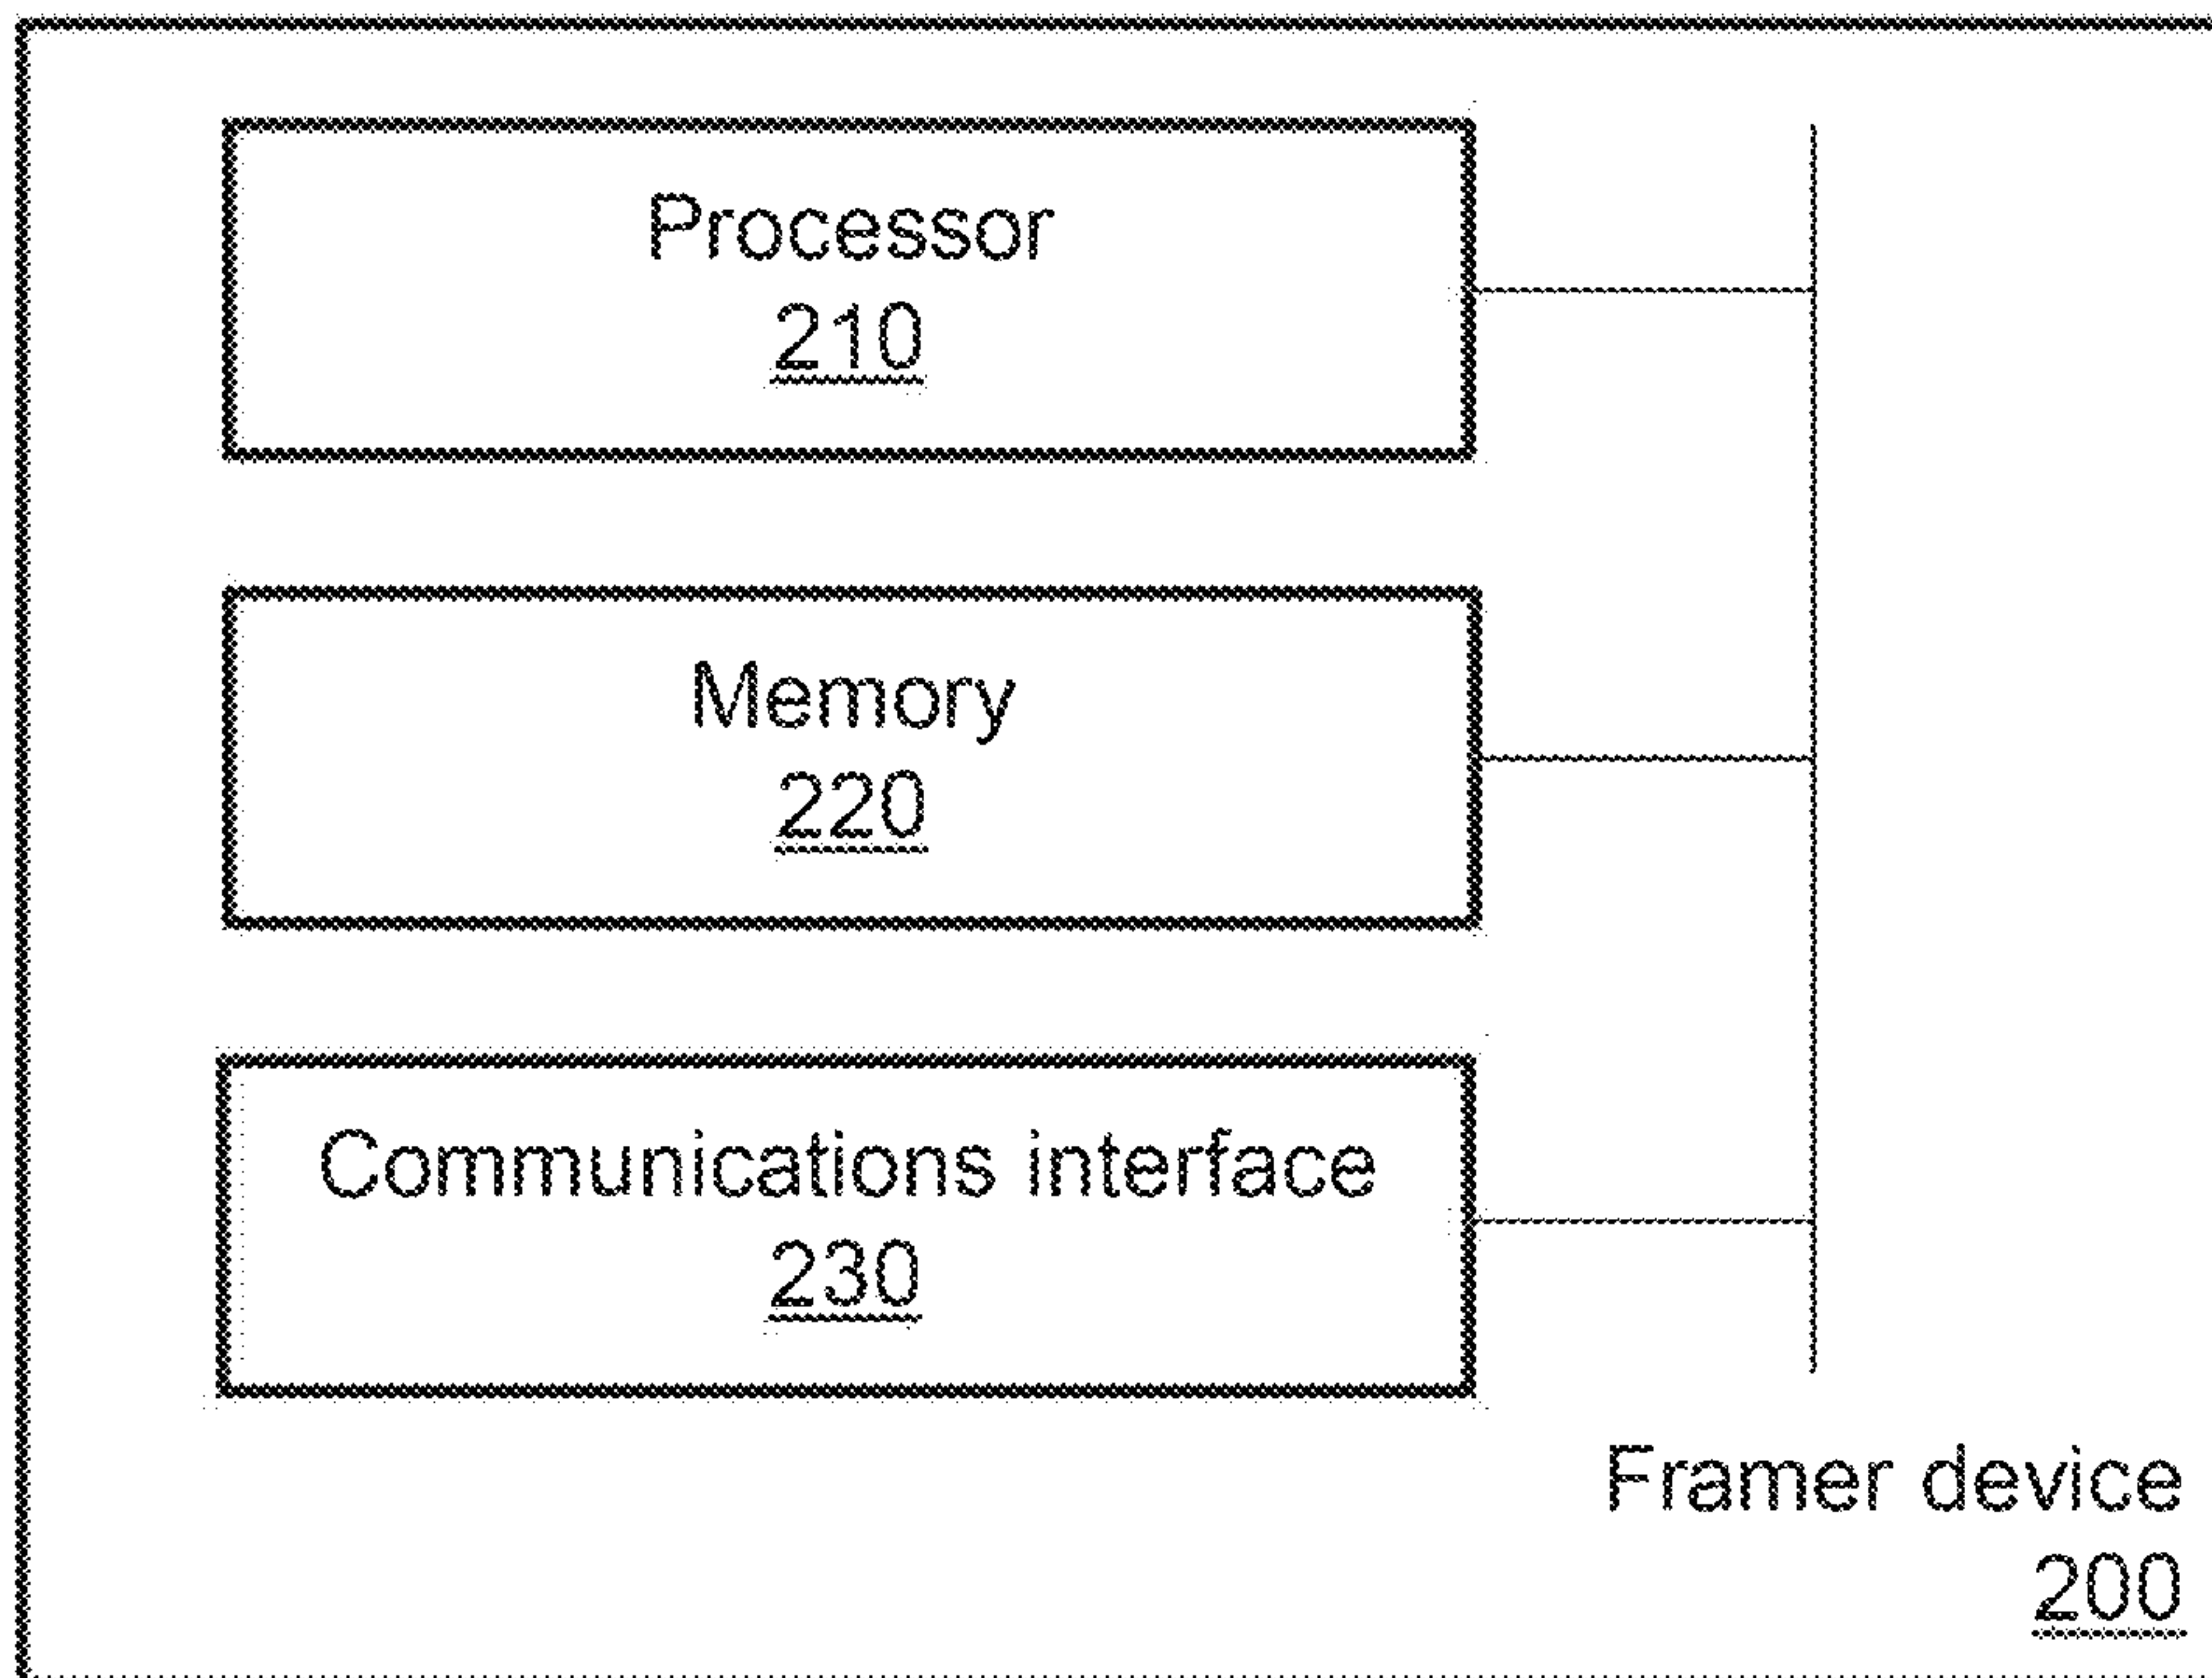 Processor
210
Memory
220
Communications interface
230
Framer device
200